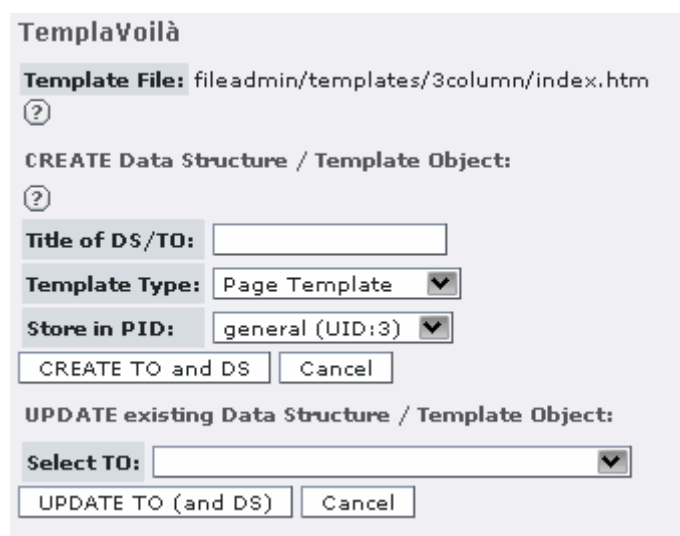 TemplaVoilà
Template File: fileadmin/templates/3column/index.htm
?
CREATE Data Structure / Template Object:
?
Title of DS/TO:
Template Type: Page Template
Store in PID: general (UID:3)
CREATE TO and DS Cancel
UPDATE existing Data Structure / Template Object:
Select TO:
UPDATE TO (and DS) Cancel